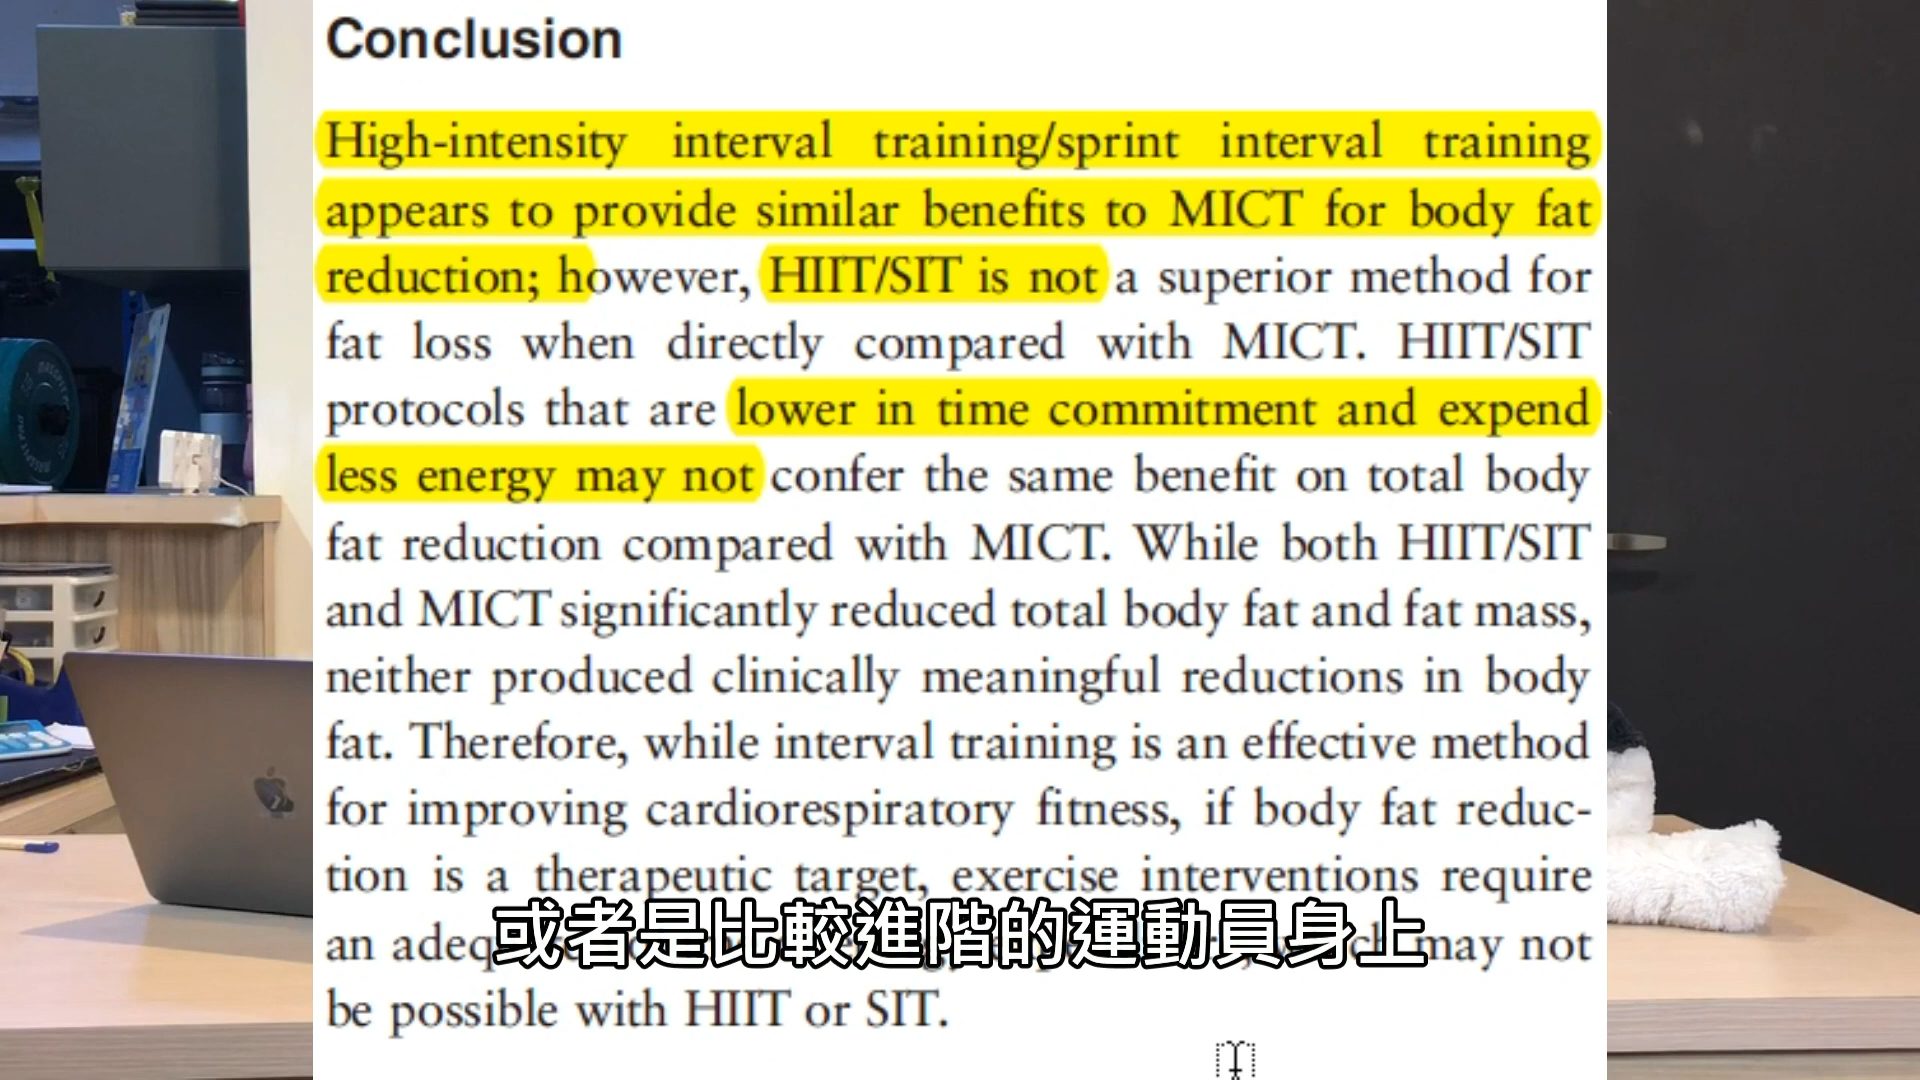 Conclusion
High-intensity interval training/sprint interval training
appears to provide similar benefits to MICT for body fat
reduction; however, HIIT/SIT is not a superior method for
fat loss when directly compared with MICT. HIIT/SIT
protocols that are lower in time commitment and expend
less energy may not confer the same benefit on total body
fat reduction compared with MICT. While both HIIT/SIT
and MICT significantly reduced total body fat and fat mass,
neither produced clinically meaningful reductions in body
fat. Therefore, while interval training is an effective method
for improving cardiorespiratory fitness, if body fat reduc-
tion is a therapeutic target, exercise interventions require
an may not
或者是比較進階的運動員身上
be possible with HIIT or SIT.